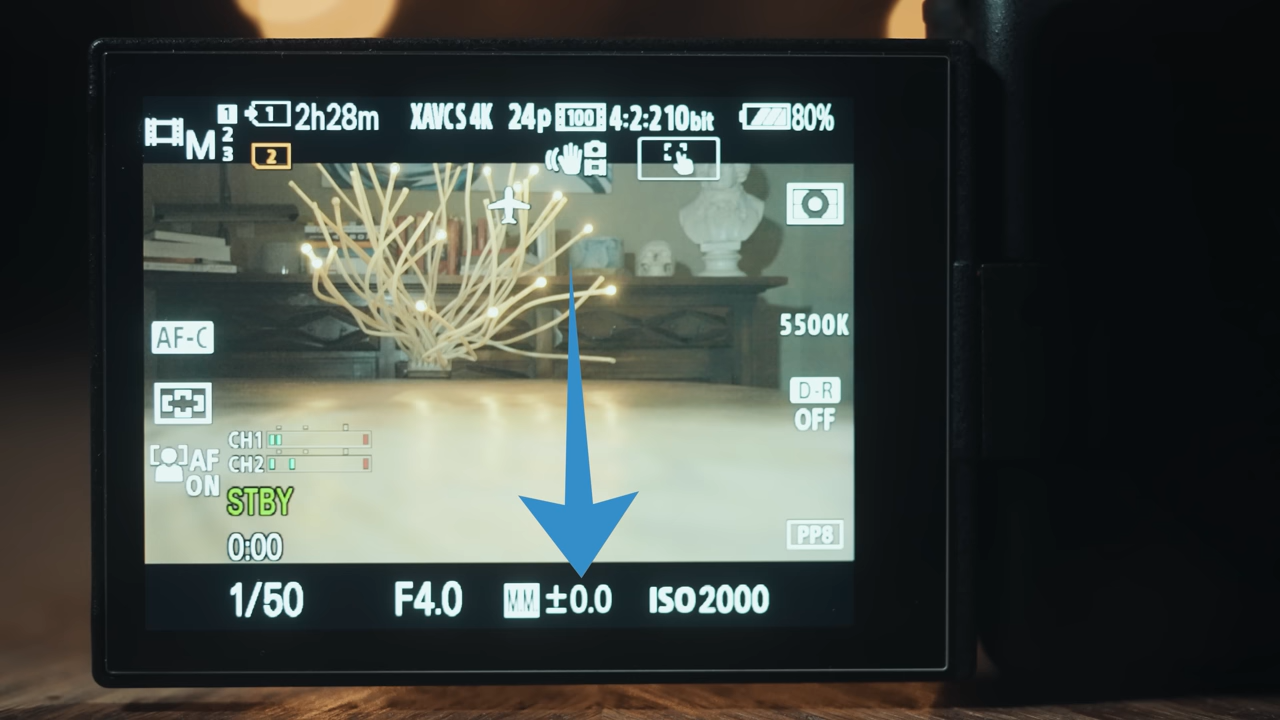 M 1 2 3 1 2h28m XAVC S 4K 24p 100 4:2:2 10bit 80%
2
5500K
AF-C
D-R
OFF
CH1
AF
CH2
ON
STBY
PP8
0:00
1/50 F4.0 M.M. ±0.0 ISO 2000